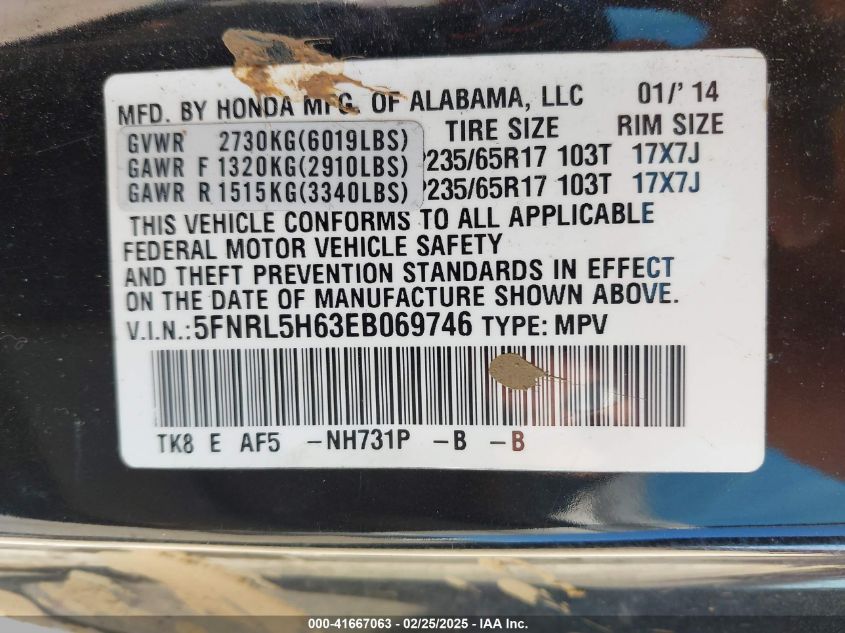 MFD. BY HONDA MFG. OF ALABAMA, LLC 01/'14
GVWR 2730KG(6019LBS) TIRE SIZE RIM SIZE
GAWR F 1320KG(2910LBS) P235/65R17 103T 17X7J
GAWR R 1515KG(3340LBS) P235/65R17 103T 17X7J
THIS VEHICLE CONFORMS TO ALL APPLICABLE
FEDERAL MOTOR VEHICLE SAFETY
AND THEFT PREVENTION STANDARDS IN EFFECT
ON THE DATE OF MANUFACTURE SHOWN ABOVE.
V.I.N.: 5FNRL5H63EB069746 TYPE: MPV
TK8 E AF5 -NH731P -B -B
000-41667063 / 02/25/2025 - IAA Inc.